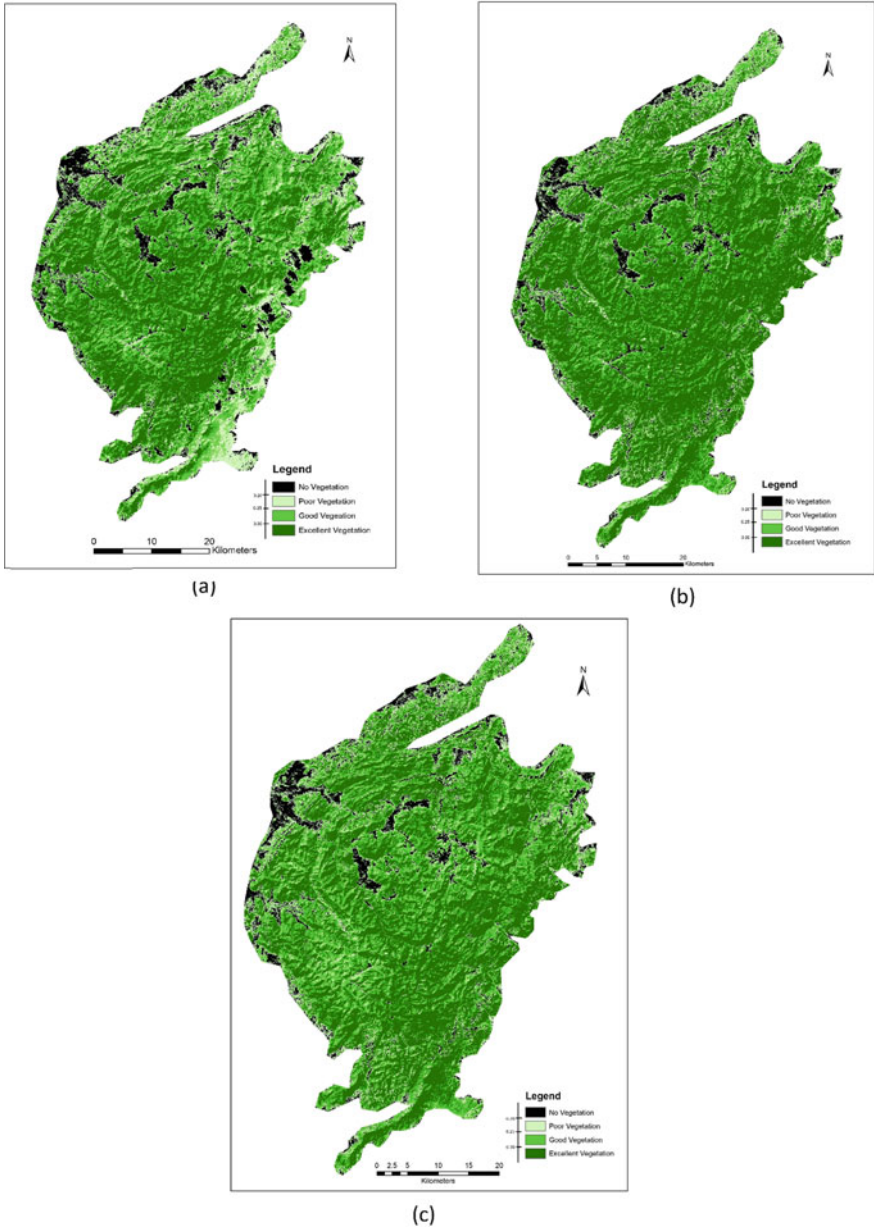 N
Legend
No Vegetation
Poor Vegetation
Good Vegeation
Excellent Vegetation
0 10 20
Kilometers
(a)
N
Legend
No Vegetation
Poor Vegetation
Good Vegetation
Excellent Vegetation
0 5 10 20
Kilometers
(b)
N
Legend
No Vegetation
Poor Vegetation
Good Vegetation
Excellent Vegetation
0 2.5 5 10 15 20
Kilometers
(c)